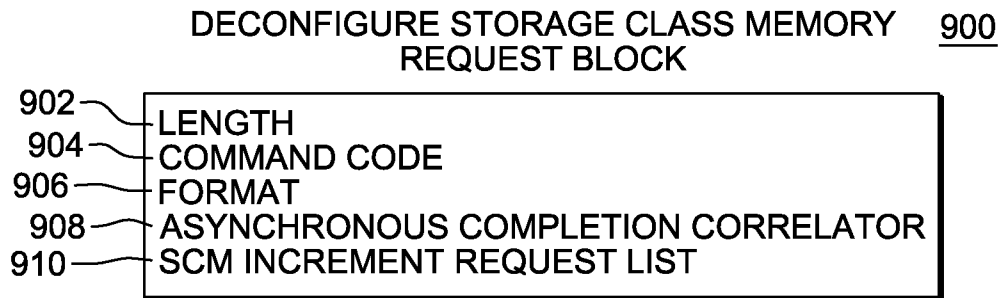 DECONFIGURE STORAGE CLASS MEMORY 900
REQUEST BLOCK
902 LENGTH
904 COMMAND CODE
906 FORMAT
908 ASYNCHRONOUS COMPLETION CORRELATOR
910 SCM INCREMENT REQUEST LIST